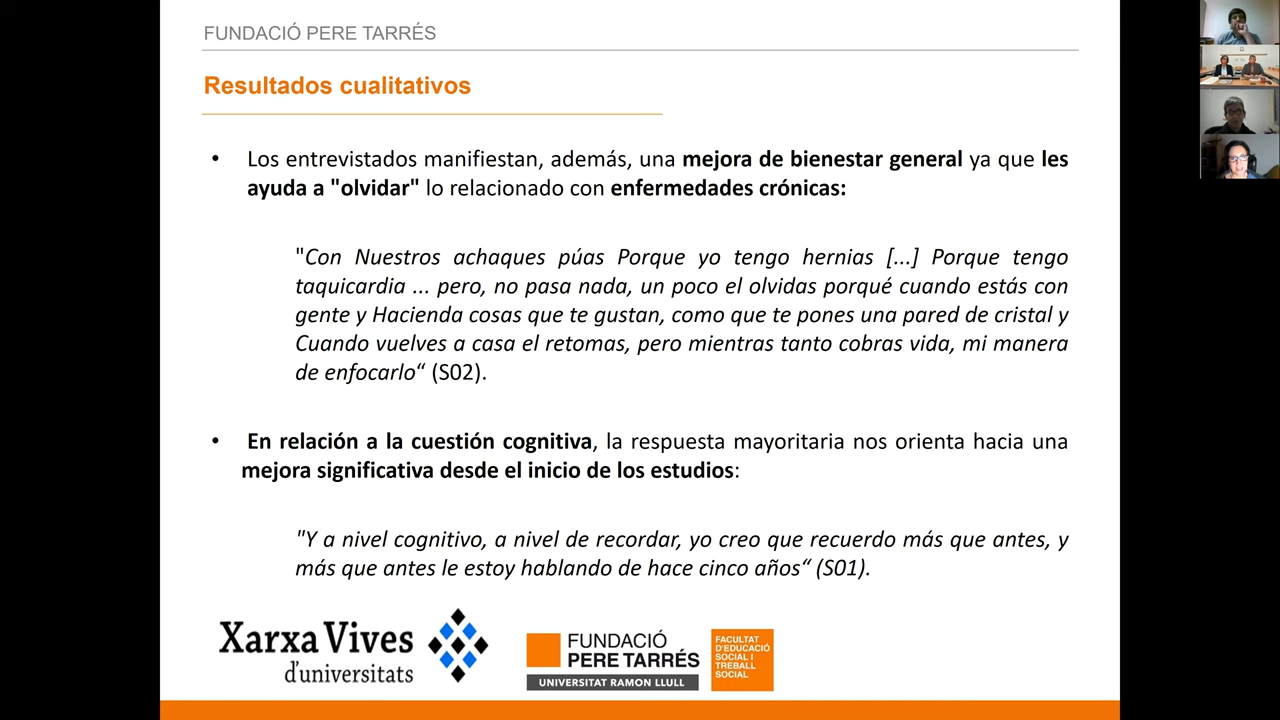 FUNDACIÓ PERE TARRÉS
Resultados cualitativos
• Los entrevistados manifiestan, además, una mejora de bienestar general ya que les
ayuda a "olvidar" lo relacionado con enfermedades crónicas:
"Con Nuestros achaques púas Porque yo tengo hernias [...] Porque tengo
taquicardia ... pero, no pasa nada, un poco el olvidas porqué cuando estás con
gente y Hacienda cosas que te gustan, como que te pones una pared de cristal y
Cuando vuelves a casa el retomas, pero mientras tanto cobras vida, mi manera
de enfocarlo“ (S02).
• En relación a la cuestión cognitiva, la respuesta mayoritaria nos orienta hacia una
mejora significativa desde el inicio de los estudios:
"Y a nivel cognitivo, a nivel de recordar, yo creo que recuerdo más que antes, y
más que antes le estoy hablando de hace cinco años“ (S01).
Xarxa Vives
d'universitats
FUNDACIÓ
PERE TARRÉS
UNIVERSITAT RAMON LLULL
FACULTAT
D'EDUCACIÓ
SOCIAL I
TREBALL
SOCIAL